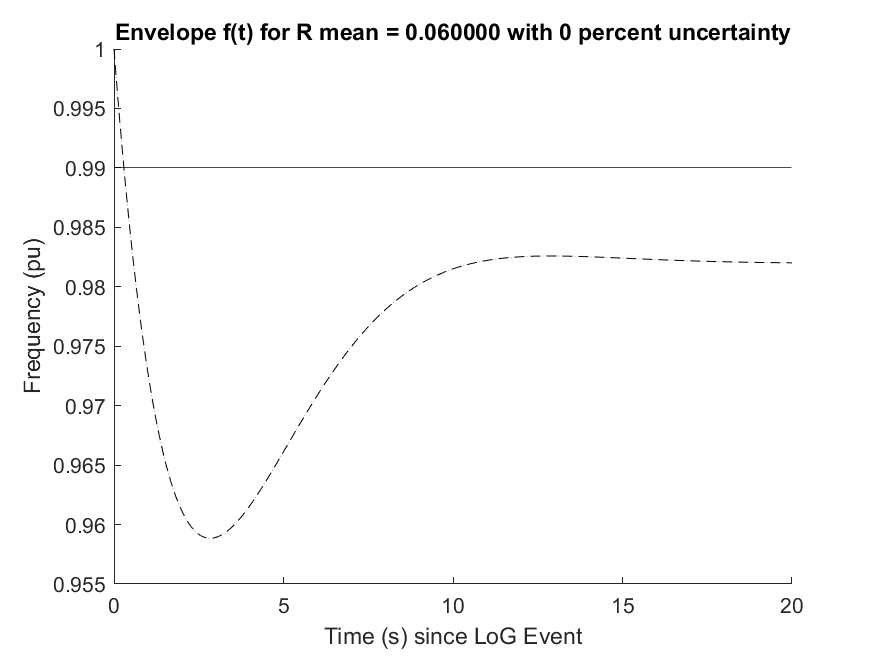 Envelope f(t) for R mean = 0.060000 with 0 percent uncertainty
1
0.995
0.99
0.985
0.98
0.975
0.97
0.965
0.96
0.955
Frequency (pu)
0 5 10 15 20
Time (s) since LoG Event